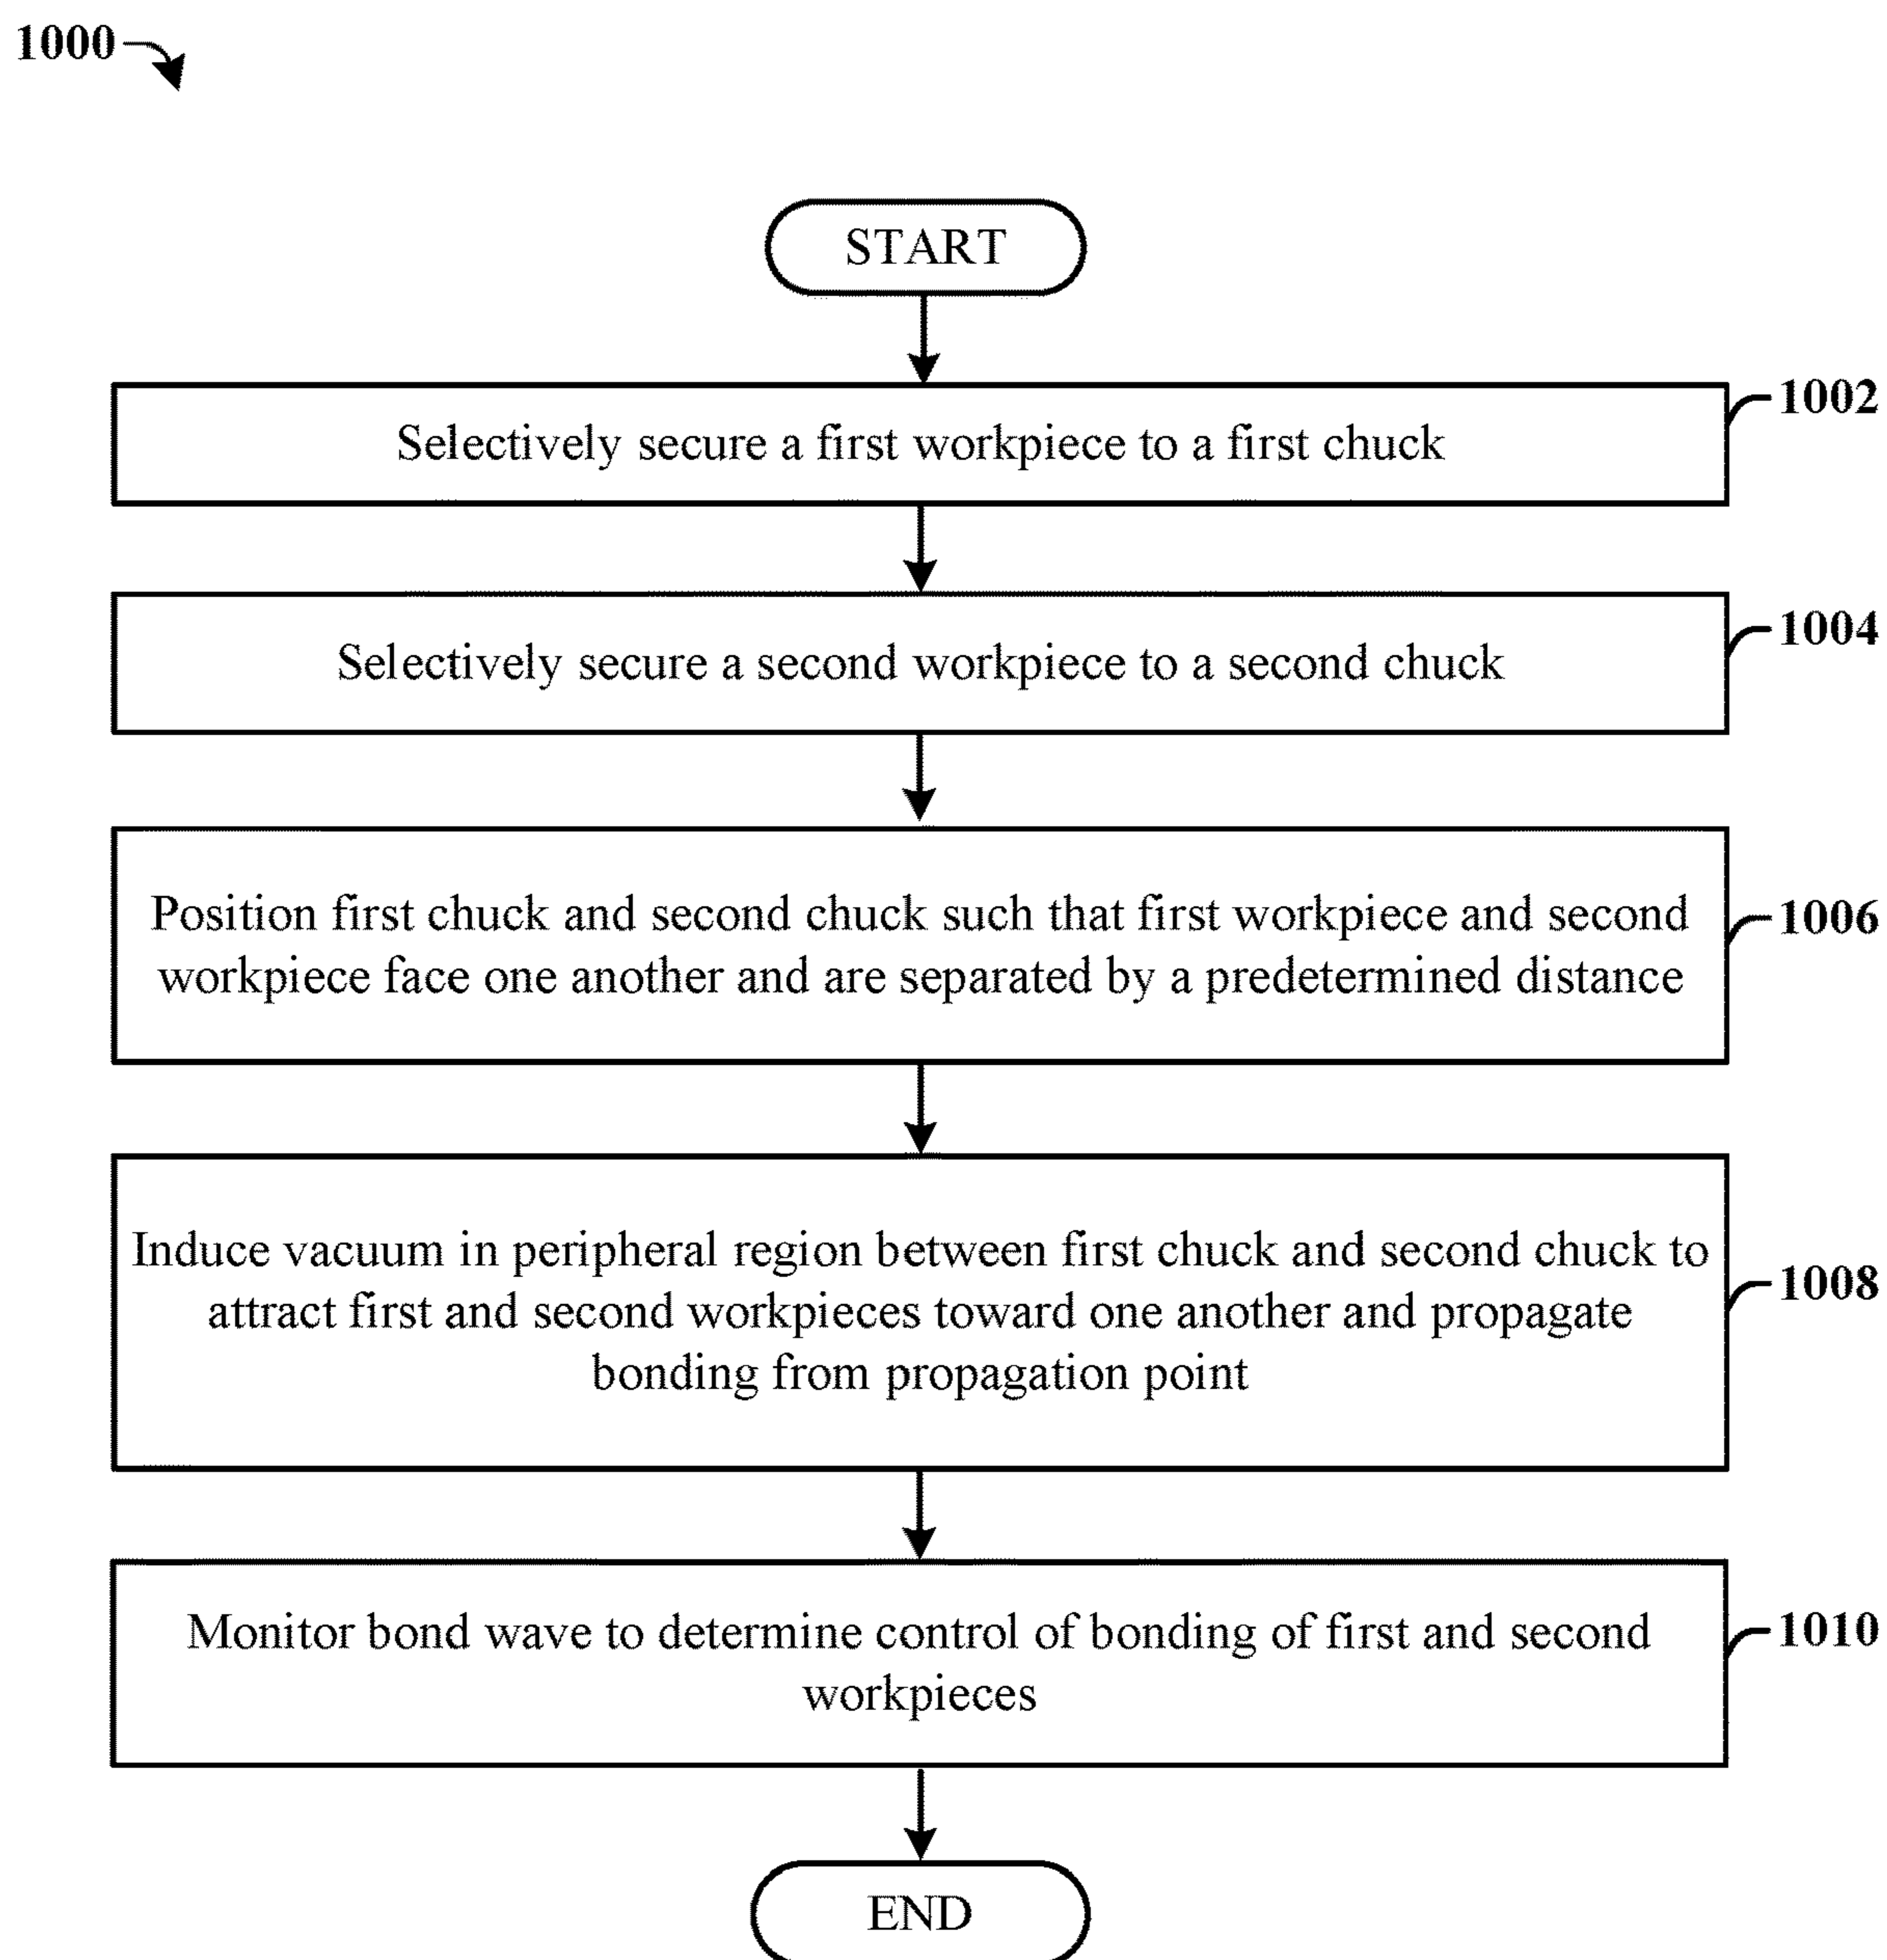 1000
START
Selectively secure a first workpiece to a first chuck
1002
Selectively secure a second workpiece to a second chuck
1004
Position first chuck and second chuck such that first workpiece and second
workpiece face one another and are separated by a predetermined distance
1006
Induce vacuum in peripheral region between first chuck and second chuck to
attract first and second workpieces toward one another and propagate
bonding from propagation point
1008
Monitor bond wave to determine control of bonding of first and second
workpieces
1010
END